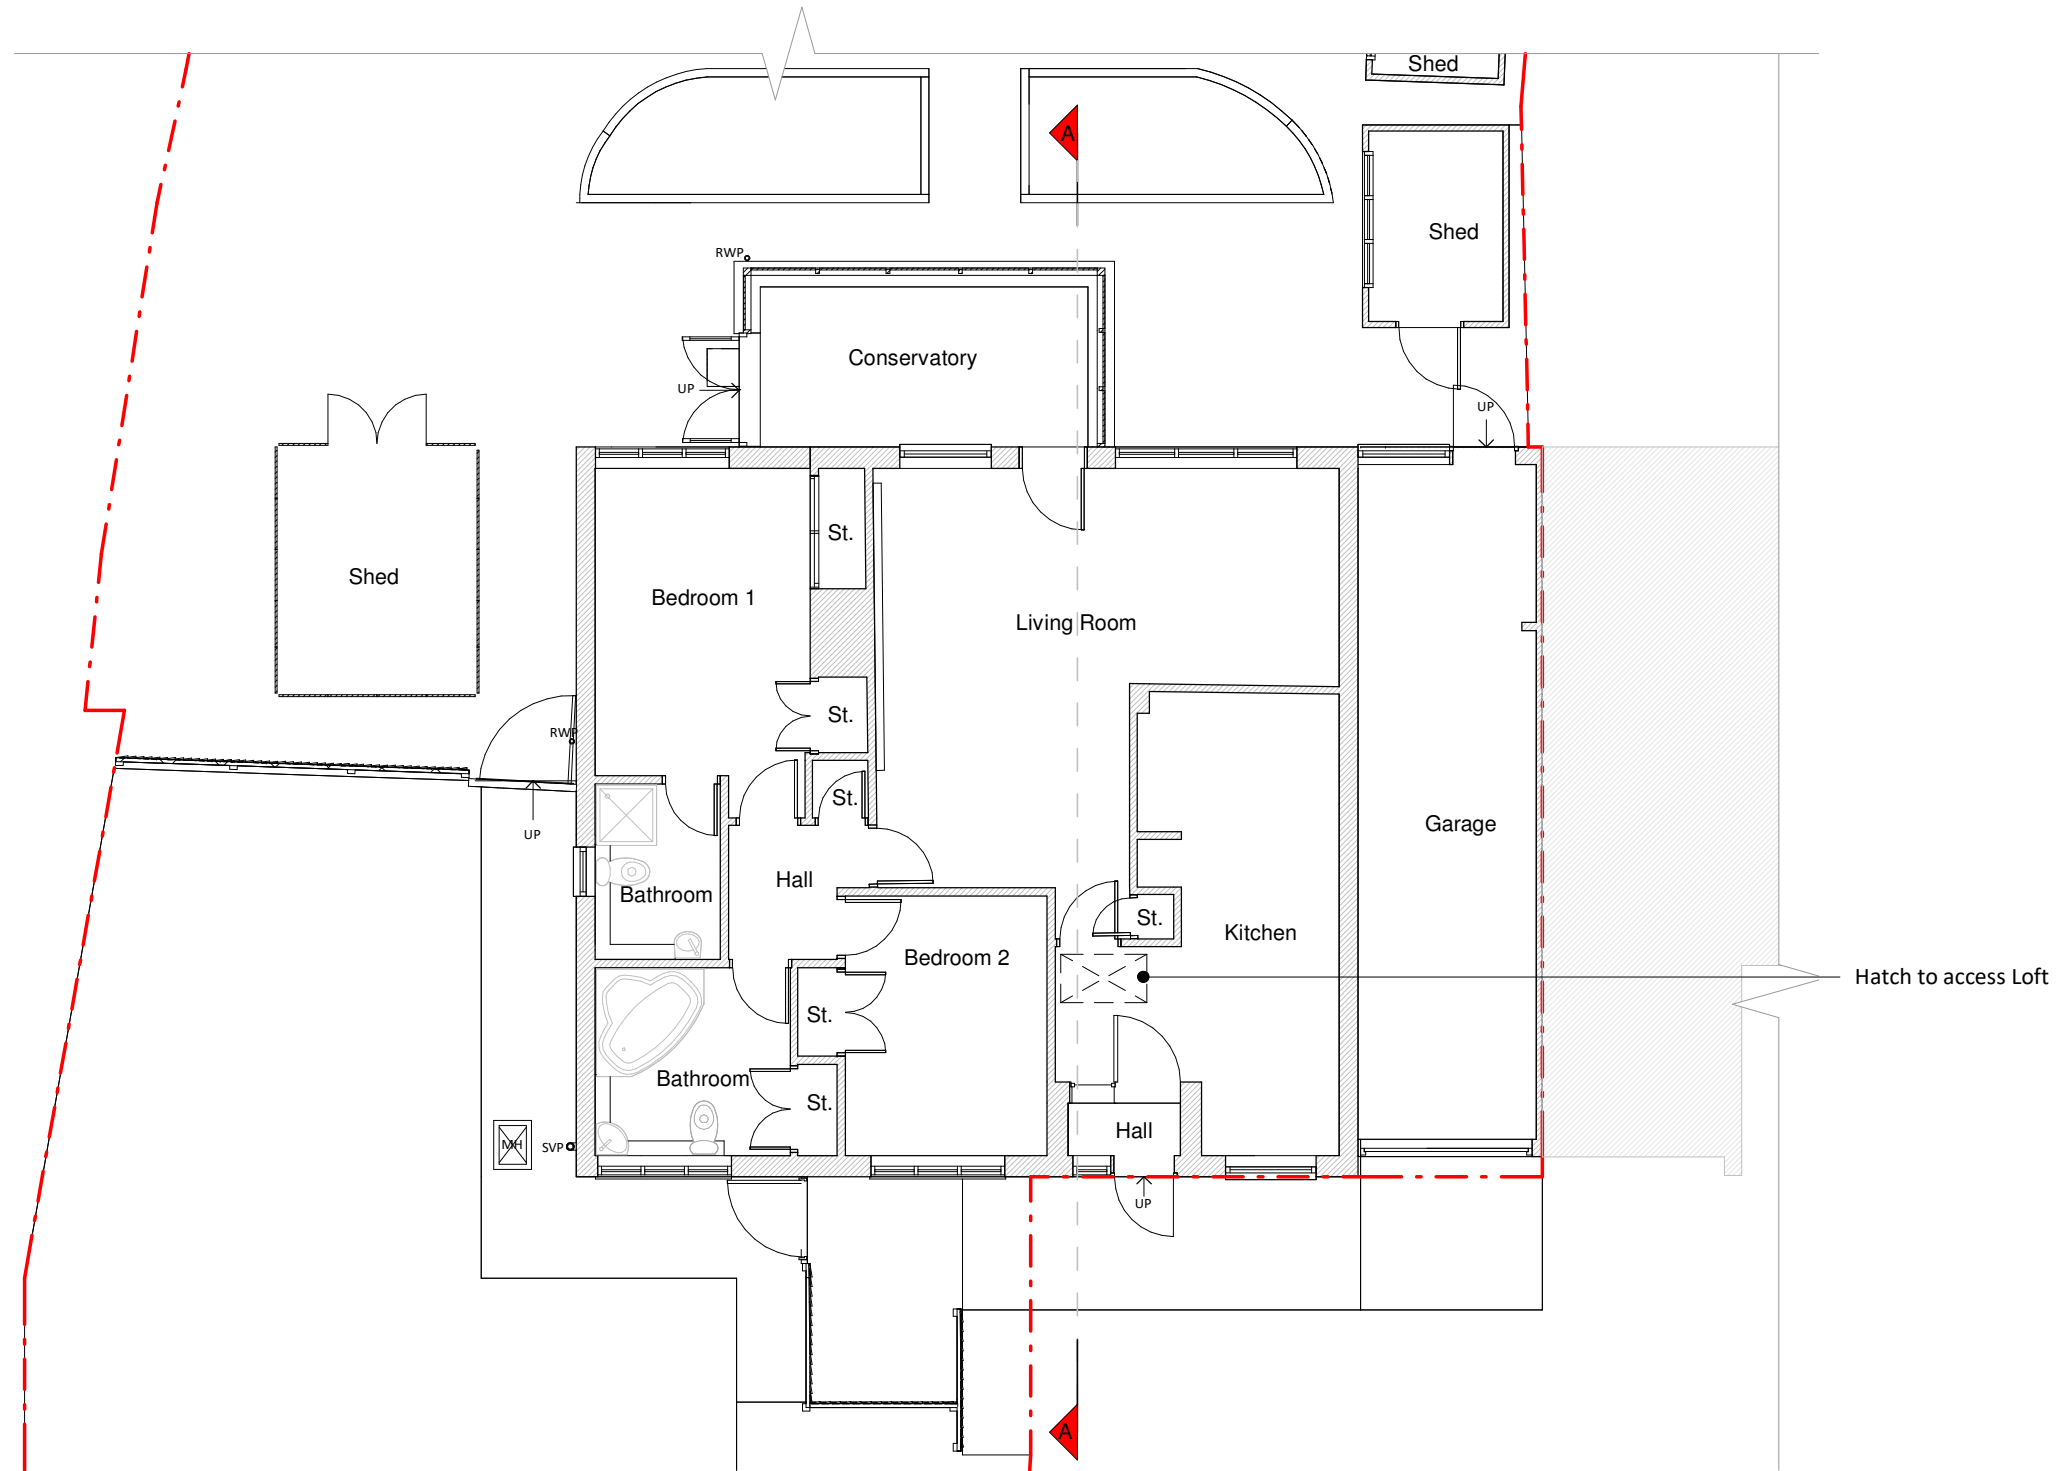 Shed
A
Shed
RWP
Conservatory
UP
UP
St.
Shed
Bedroom 1
Living Room
St.
RWP
St.
Garage
UP
Hall
Bathroom
St.
Kitchen
Bedroom 2
Hatch to access Loft
St.
Bathroom
St.
Hall
MH
SVP
UP
A